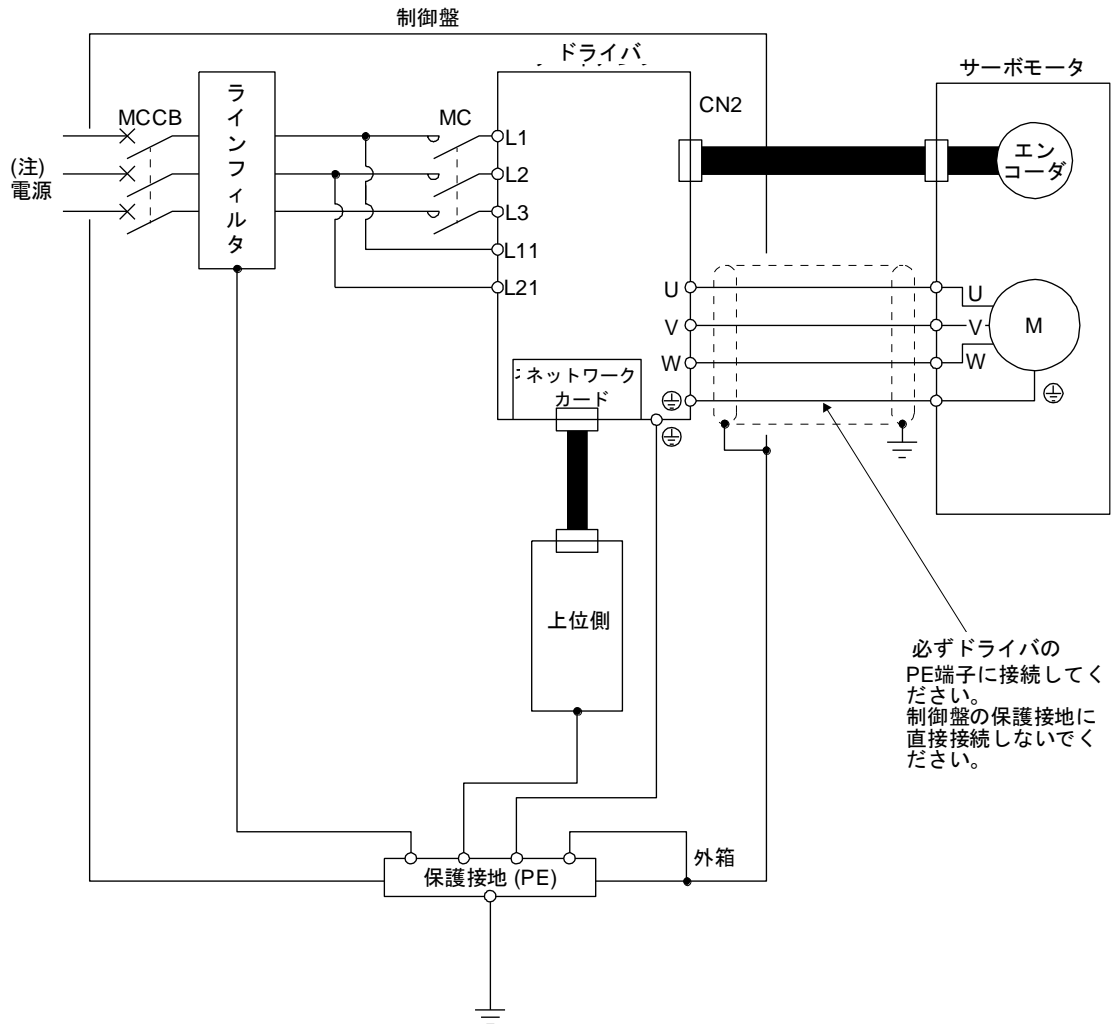 制御盤
ドライバ
サーボモータ
ラインフィルタ
MCCB
MC
CN2
(注)
電源
L1
L2
L3
L11
L21
エン
コーダ
U
V
W
U
V
W
M
ネットワーク
カード
上位側
必ずドライバの
PE端子に接続してく
ださい。
制御盤の保護接地に
直接接続しないでく
ださい。
外箱
保護接地 (PE)